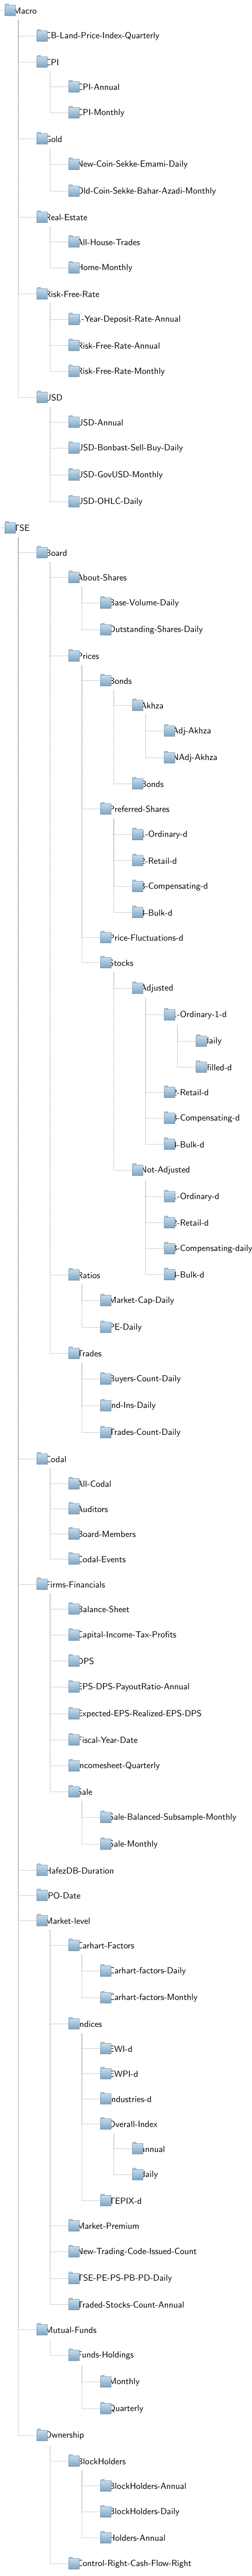 Macro
CB-Land-Price-Index-Quarterly
CPI
CPI-Annual
CPI-Monthly
Gold
New-Coin-Sekke-Emami-Daily
Old-Coin-Sekke-Bahar-Azadi-Monthly
Real-Estate
All-House-Trades
Home-Monthly
Risk-Free-Rate
-Year-Deposit-Rate-Annual
Risk-Free-Rate-Annual
Risk-Free-Rate-Monthly
USD
USD-Annual
USD-Bonbast-Sell-Buy-Daily
USD-GovUSD-Monthly
USD-OHLC-Daily
TSE
Board
About-Shares
Base-Volume-Daily
Outstanding-Shares-Daily
Prices
Bonds
Akhza
Adj-Akhza
NAdj-Akhza
Bonds
Preferred-Shares
1-Ordinary-d
2-Retail-d
3-Compensating-d
4-Bulk-d
Price-Fluctuations-d
Stocks
Adjusted
1-Ordinary-1-d
daily
filled-d
2-Retail-d
3-Compensating-d
4-Bulk-d
Not-Adjusted
1-Ordinary-d
2-Retail-d
3-Compensating-daily
4-Bulk-d
Ratios
Market-Cap-Daily
PE-Daily
Trades
Buyers-Count-Daily
Ind-Ins-Daily
Trades-Count-Daily
Codal
All-Codal
Auditors
Board-Members
Codal-Events
Firms-Financials
Balance-Sheet
Capital-Income-Tax-Profits
DPS
EPS-DPS-PayoutRatio-Annual
Expected-EPS-Realized-EPS-DPS
Fiscal-Year-Date
Incomesheet-Quarterly
Sale
Sale-Balanced-Subsample-Monthly
Sale-Monthly
HafezDB-Duration
IPO-Date
Market-level
Carhart-Factors
Carhart-factors-Daily
Carhart-factors-Monthly
Indices
EWI-d
EWPI-d
Industries-d
Overall-Index
annual
daily
TEPIX-d
Market-Premium
New-Trading-Code-Issued-Count
TSE-PE-PS-PB-PD-Daily
Traded-Stocks-Count-Annual
Mutual-Funds
Funds-Holdings
Monthly
Quarterly
Ownership
BlockHolders
BlockHolders-Annual
BlockHolders-Daily
Holders-Annual
Control-Right-Cash-Flow-Right